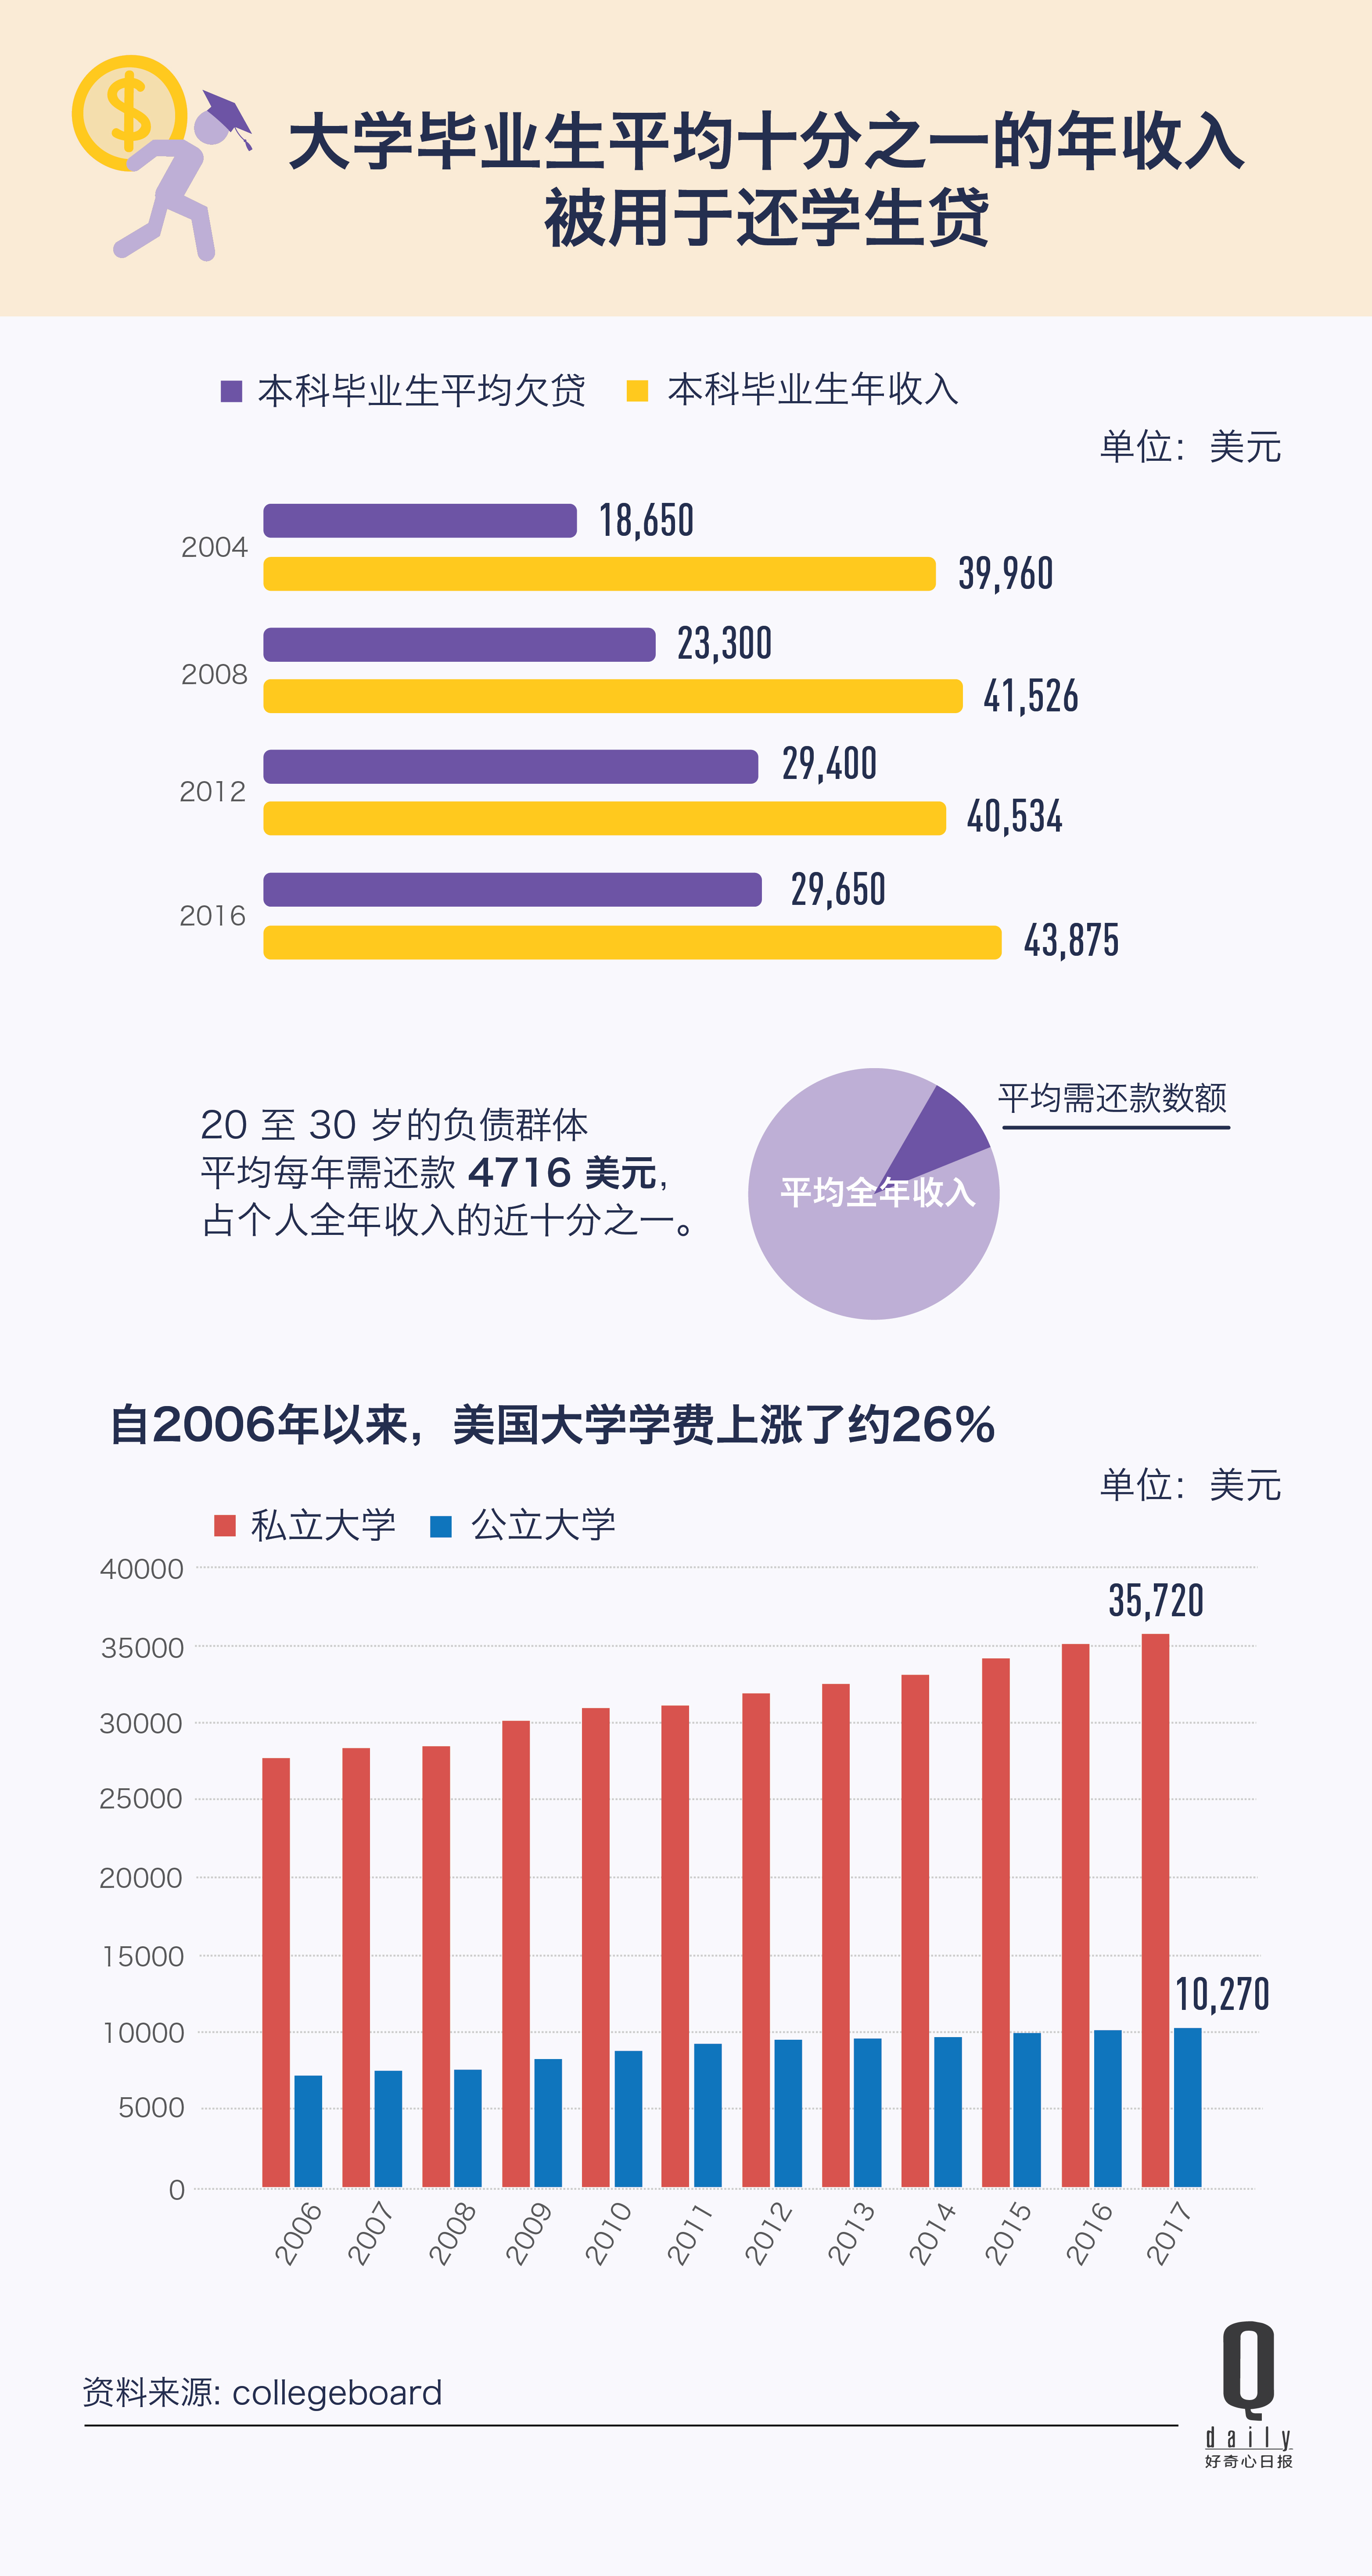 大学毕业生平均十分之一的年收入
被用于还学生贷
本科毕业生平均欠贷 本科毕业生年收入
单位：美元
18,650
2004
39,960
23,300
2008
41,526
29,400
2012
40,534
29,650
2016
43,875
平均需还款数额
20 至 30 岁的负债群体
平均每年需还款 4716 美元，
占个人全年收入的近十分之一。
平均全年收入
自2006年以来，美国大学学费上涨了约26%
单位：美元
私立大学 公立大学
40000
35,720
35000
30000
25000
20000
15000
10,270
10000
5000
0
2006 2007 2008 2009 2010 2011 2012 2013 2014 2015 2016 2017
资料来源: collegeboard
Q
daily
好奇心日报
$